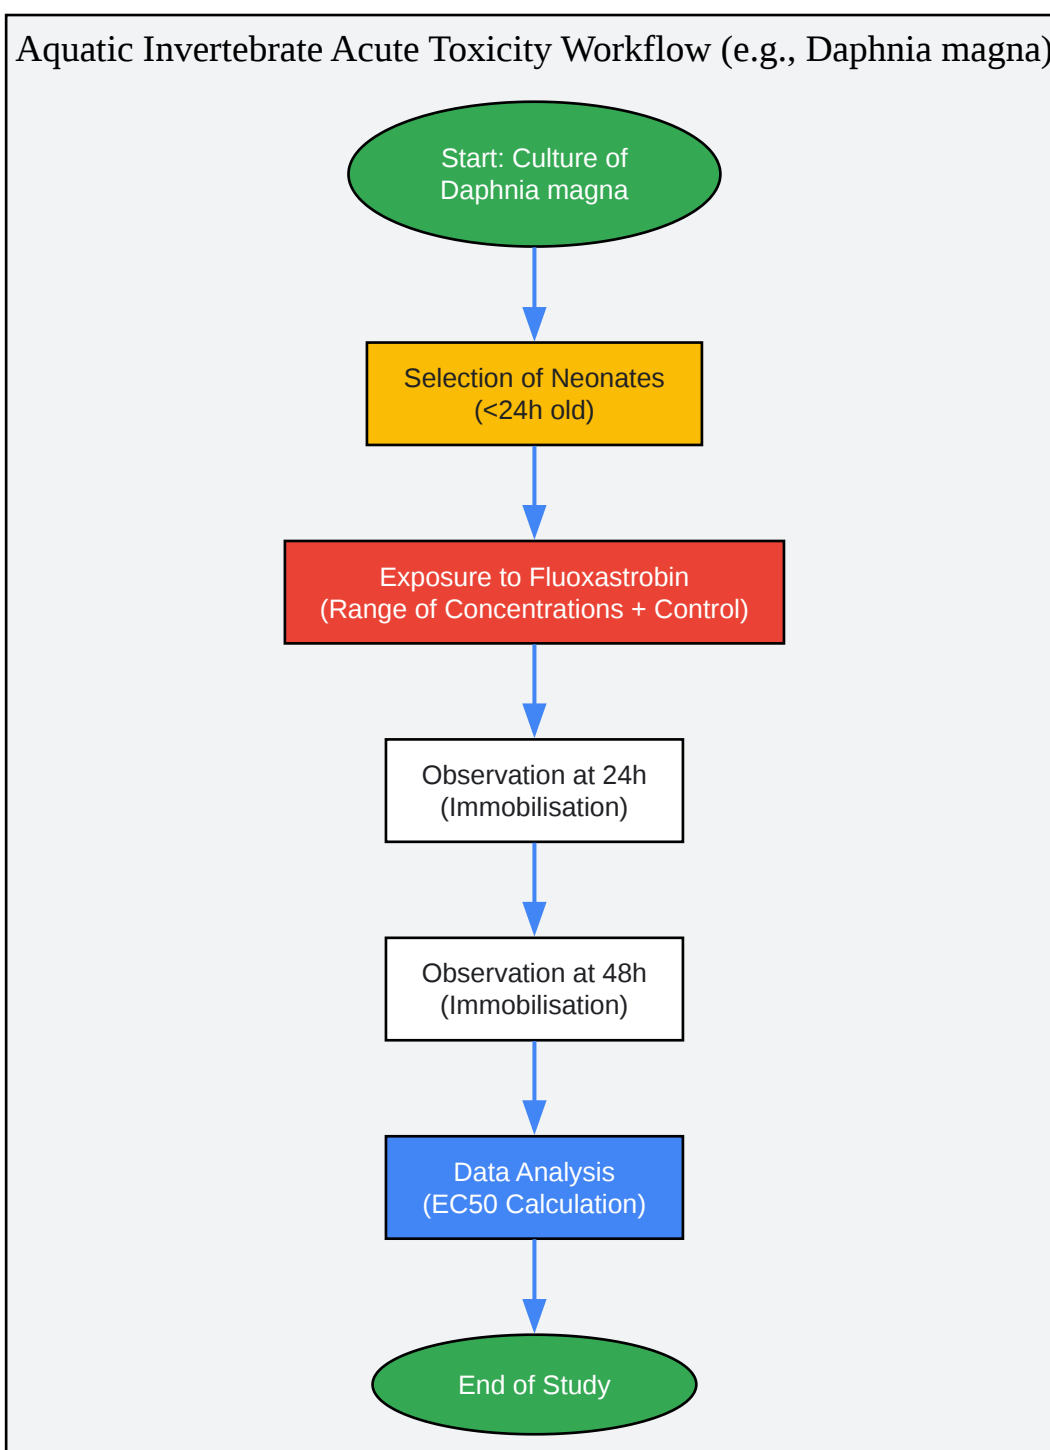 Aquatic Invertebrate Acute Toxicity Workflow (e.g., Daphnia magna)
Start: Culture of
Daphnia magna
Selection of Neonates
(<24h old)
Exposure to Fluoxastrobin
(Range of Concentrations + Control)
Observation at 24h
(Immobilisation)
Observation at 48h
(Immobilisation)
Data Analysis
(EC50 Calculation)
End of Study